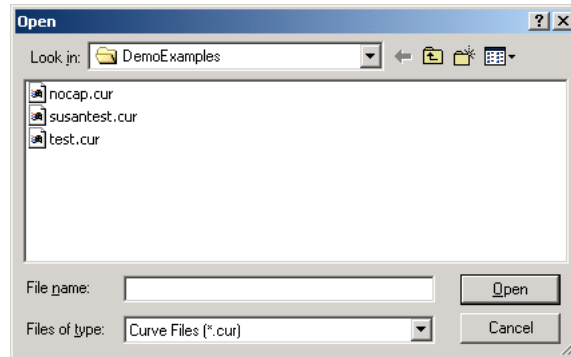 Open
Look in: DemoExamples
nocap.cur
susantest.cur
test.cur
File name:
Open
Files of type: Curve Files (*.cur)
Cancel